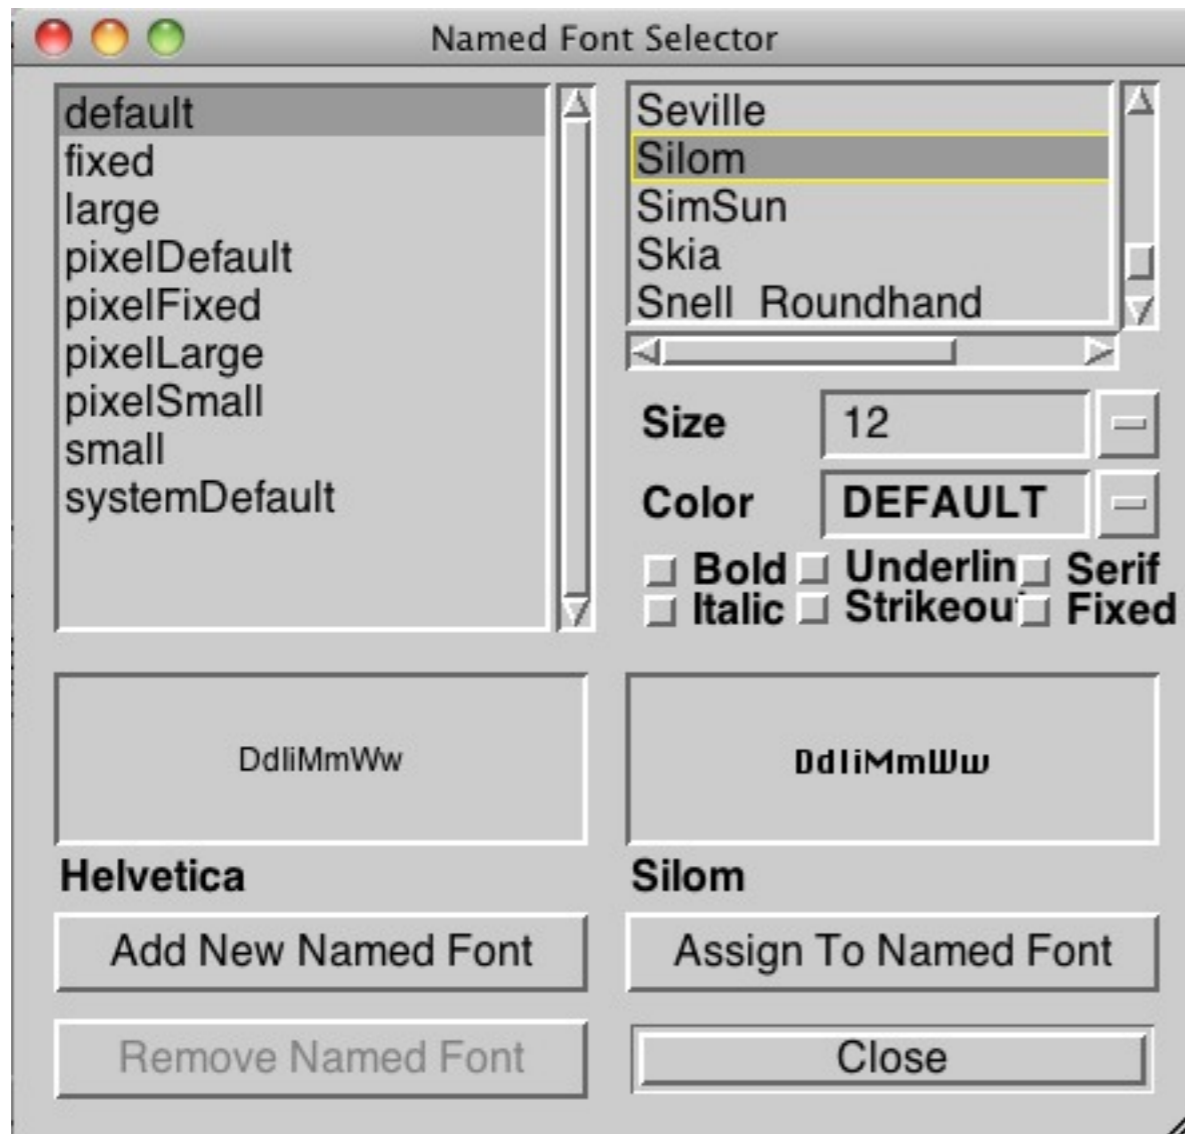 Named Font Selector
default
fixed
large
pixelDefault
pixelFixed
pixelLarge
pixelSmall
small
systemDefault
Seville
Silom
SimSun
Skia
Snell Roundhand
Size 12
Color DEFAULT
Bold Underlin Serif
Italic Strikeou Fixed
DdIiMmWw
Helvetica
DdIiMmWw
Silom
Add New Named Font
Assign To Named Font
Remove Named Font
Close